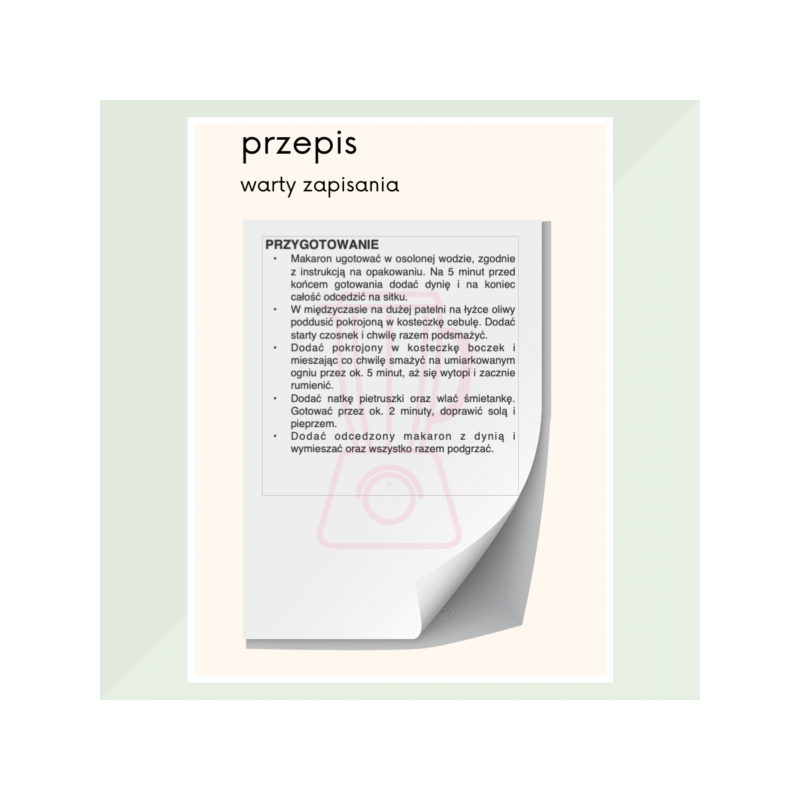 przepis
warty zapisania
PRZYGOTOWANIE
• Makaron ugotować w osolonej wodzie, zgodnie
z instrukcją na opakowaniu. Na 5 minut przed
końcem gotowania dodać dynię i na koniec
całość odcedzić na sitku.
• W międzyczasie na dużej patelni na łyżce oliwy
poddusić pokrojoną w kosteczkę cebulę. Dodać
starty czosnek i chwilę razem podsmażyć.
• Dodać pokrojony w kosteczkę boczek i
mieszając co chwilę smażyć na umiarkowanym
ogniu przez ok. 5 minut, aż się wytopi i zacznie
rumienić.
• Dodać natkę pietruszki oraz wlać śmietankę.
Gotować przez ok. 2 minuty, doprawić solą i
pieprzem.
• Dodać odcedzony makaron z dynią i
wymieszać oraz wszystko razem podgrzać.